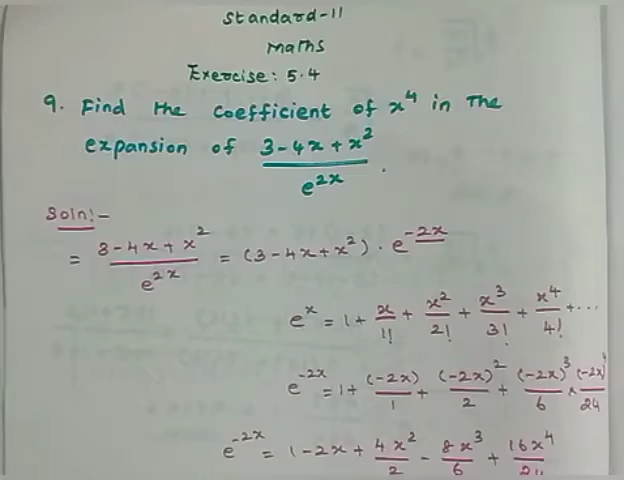 Standard-11
Maths
Exercise: 5.4
9. Find the coefficient of x⁴ in The
expansion of (3-4x+x²)/e^(2x).
Soln:-
= (3-4x+x²)/e^(2x) = (3-4x+x²) · e^(-2x)
e^x = 1 + x/1! + x²/2! + x³/3! + x⁴/4! + ...
e^(-2x) = 1 + (-2x)/1 + (-2x)²/2 + (-2x)³/6 + (-2x)⁴/24
e^(-2x) = 1 - 2x + 4x²/2 - 8x³/6 + 16x⁴/24